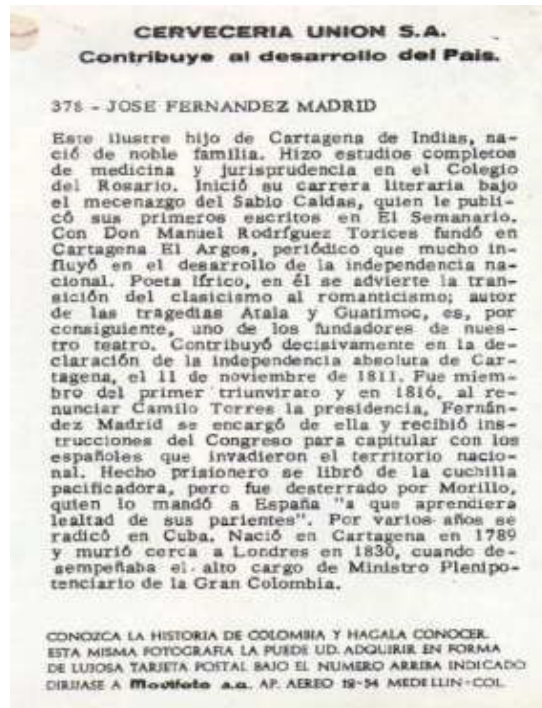 CERVECERIA UNION S.A.
Contribuye al desarrollo del Pais.
378 - JOSE FERNANDEZ MADRID
Este ilustre hijo de Cartagena de Indias, na-
ció de noble familia. Hizo estudios completos
de medicina y jurisprudencia en el Colegio
del Rosario. Inició su carrera literaria bajo
el mecenazgo del Sabio Caldas, quien le publi-
có sus primeros escritos en El Semanario.
Con Don Manuel Rodríguez Torices fundó en
Cartagena El Argos, periódico que mucho in-
fluyó en el desarrollo de la independencia na-
cional. Poeta lírico, en él se advierte la tran-
sición del clasicismo al romanticismo; autor
de las tragedias Atala y Guatimoc, es, por
consiguiente, uno de los fundadores de nues-
tro teatro. Contribuyó decisivamente en la de-
claración de la independencia absoluta de Car-
tagena, el 11 de noviembre de 1811. Fue miem-
bro del primer triunvirato y en 1816, al re-
nunciar Camilo Torres la presidencia, Fernán-
dez Madrid se encargó de ella y recibió ins-
trucciones del Congreso para capitular con los
españoles que invadieron el territorio nacio-
nal. Hecho prisionero se libró de la cuchilla
pacificadora, pero fue desterrado por Morillo,
quien lo mandó a España "a que aprendiera
lealtad de sus parientes". Por varios años se
radicó en Cuba. Nació en Cartagena en 1789
y murió cerca a Londres en 1830, cuando de-
sempeñaba el alto cargo de Ministro Plenipo-
tenciario de la Gran Colombia.
CONOZCA LA HISTORIA DE COLOMBIA Y HAGALA CONOCER.
ESTA MISMA FOTOGRAFIA LA PUEDE UD. ADQUIRIR EN FORMA
DE LUJOSA TARJETA POSTAL BAJO EL NUMERO ARRIBA INDICADO
DIRIJASE A Movifoto s.a. AP. AEREO 12-54 MEDELLIN-COL.